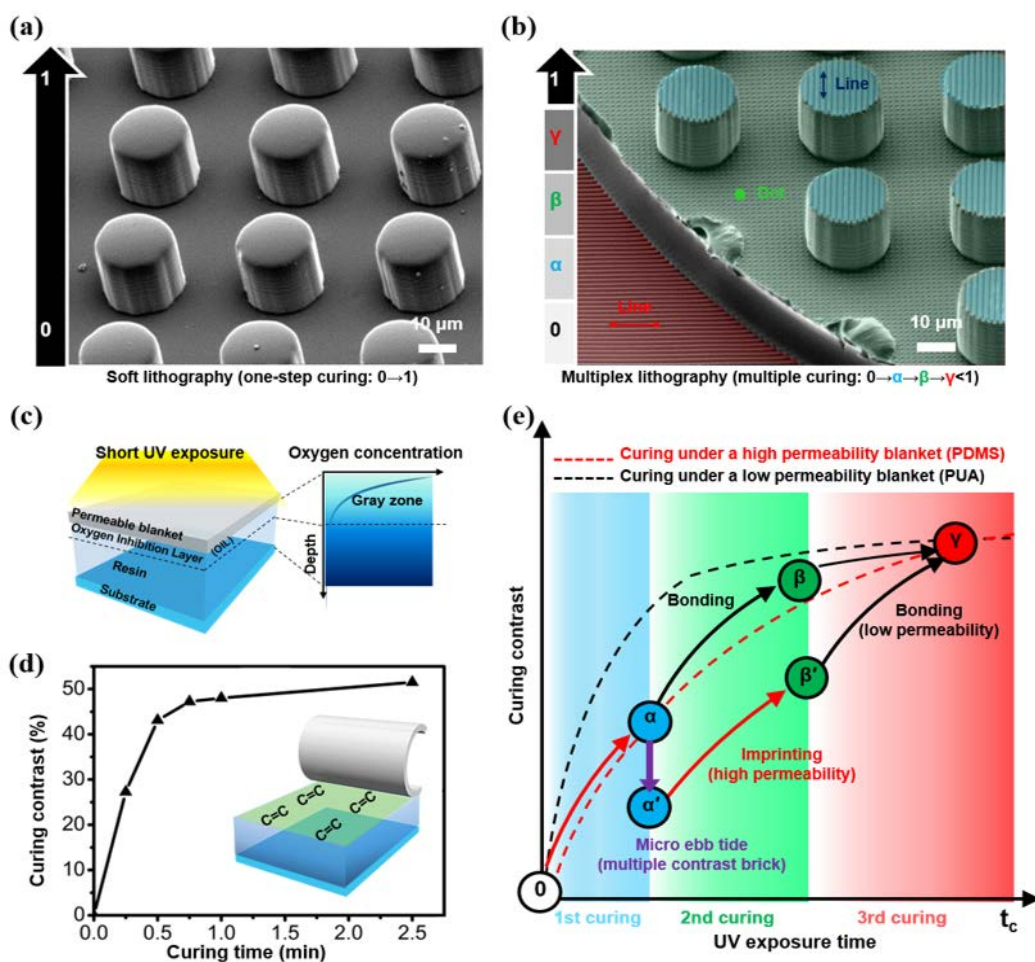 (a)
1
0
10 µm
Soft lithography (one-step curing: 0→1)
(b)
1
γ
β
α
0
Line
Dot
Line
10 µm
Multiplex lithography (multiple curing: 0→α→β→γ<1)
(c)
Short UV exposure
Permeable blanket
Oxygen Inhibition Layer
(OIL)
Resin
Substrate
Oxygen concentration
Gray zone
Depth
(d)
Curing contrast (%)
50
40
30
20
10
0
0.0
0.5
1.0
1.5
2.0
2.5
Curing time (min)
C=C
C=C
C=C
C=C
(e)
Curing under a high permeability blanket (PDMS)
Curing under a low permeability blanket (PUA)
Curing contrast
γ
β
Bonding
Bonding
(low permeability)
β′
α
Imprinting
(high permeability)
α′
Micro ebb tide
(multiple contrast brick)
0
1st curing
2nd curing
3rd curing
tc
UV exposure time